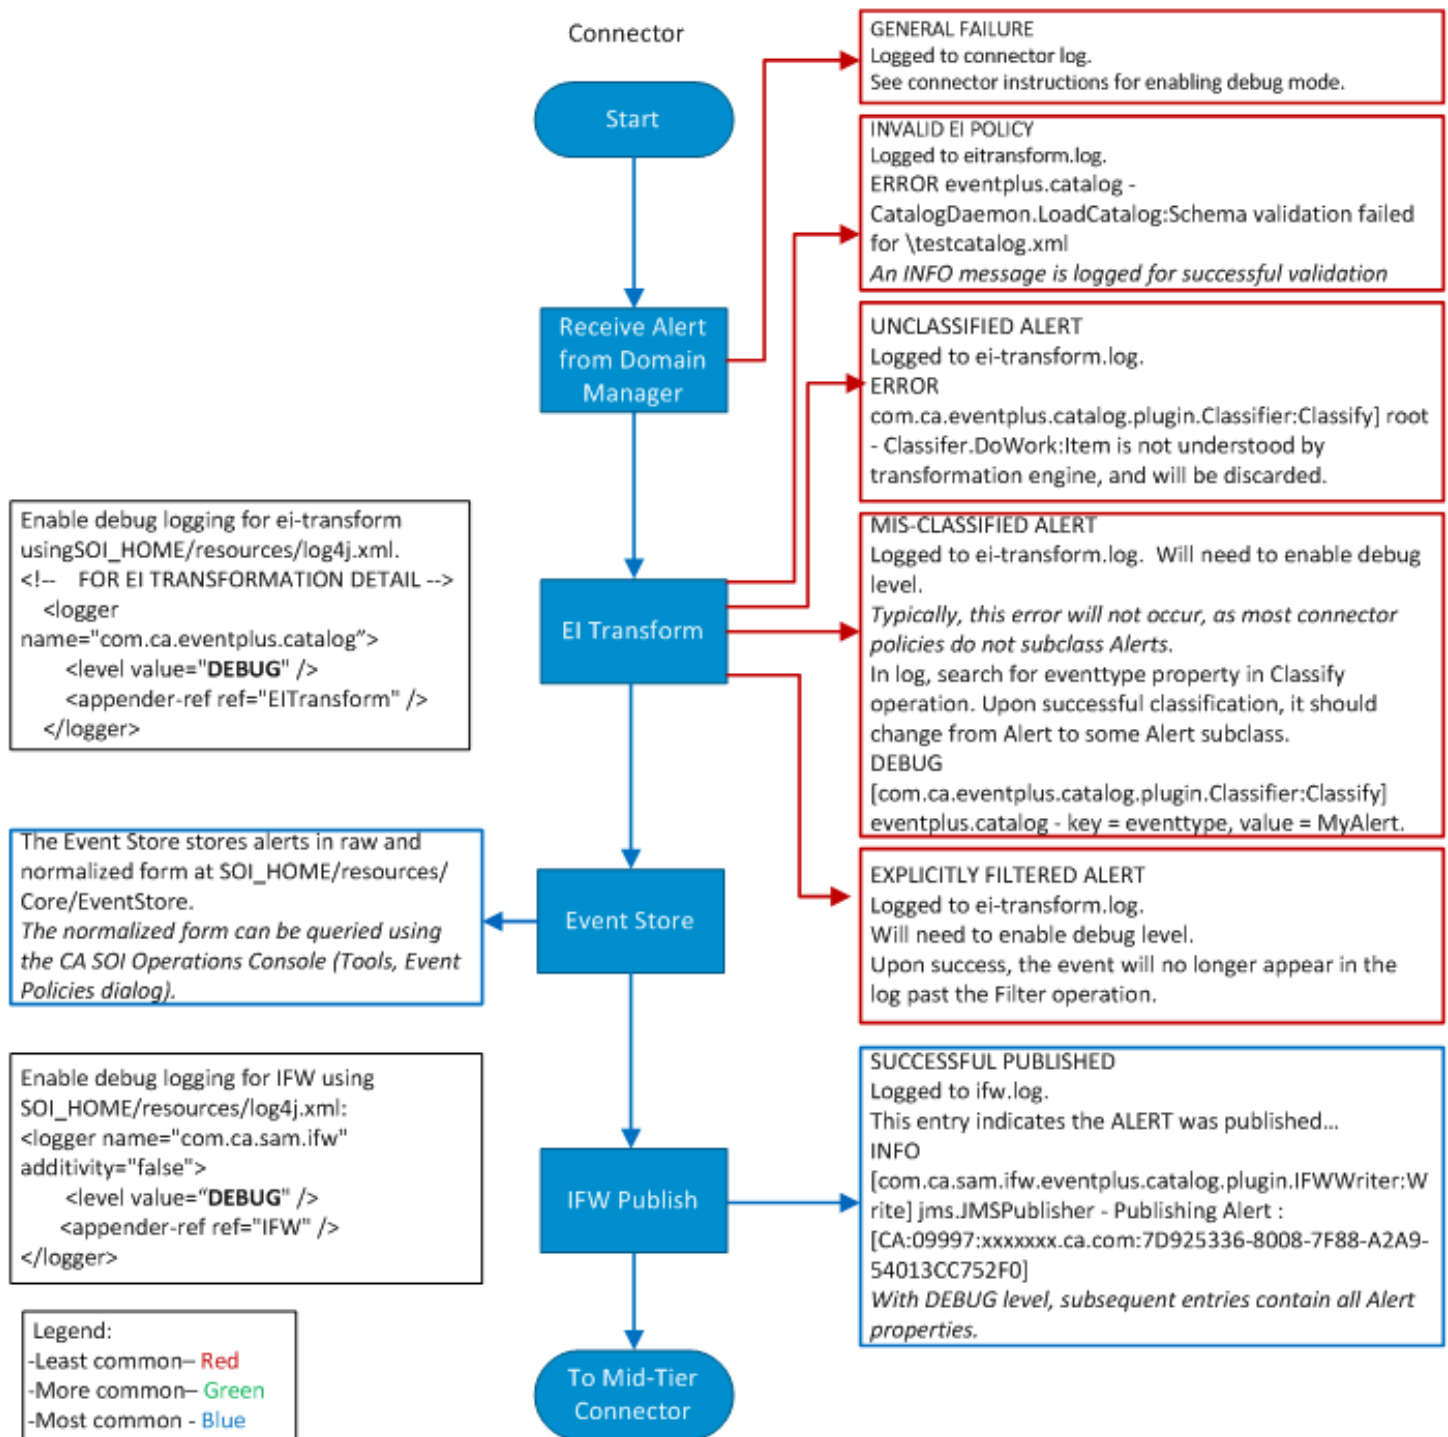 Connector
Start
Receive Alert
from Domain
Manager
EI Transform
Event Store
IFW Publish
To Mid-Tier
Connector
GENERAL FAILURE
Logged to connector log.
See connector instructions for enabling debug mode.
INVALID EI POLICY
Logged to eitransform.log.
ERROR eventplus.catalog -
CatalogDaemon.LoadCatalog:Schema validation failed
for \testcatalog.xml
An INFO message is logged for successful validation
UNCLASSIFIED ALERT
Logged to ei-transform.log.
ERROR
com.ca.eventplus.catalog.plugin.Classifier:Classify] root
- Classifer.DoWork:Item is not understood by
transformation engine, and will be discarded.
MIS-CLASSIFIED ALERT
Logged to ei-transform.log.  Will need to enable debug
level.
Typically, this error will not occur, as most connector
policies do not subclass Alerts.
In log, search for eventtype property in Classify
operation. Upon successful classification, it should
change from Alert to some Alert subclass.
DEBUG
[com.ca.eventplus.catalog.plugin.Classifier:Classify]
eventplus.catalog - key = eventtype, value = MyAlert.
EXPLICITLY FILTERED ALERT
Logged to ei-transform.log.
Will need to enable debug level.
Upon success, the event will no longer appear in the
log past the Filter operation.
SUCCESSFUL PUBLISHED
Logged to ifw.log.
This entry indicates the ALERT was published...
INFO
[com.ca.sam.ifw.eventplus.catalog.plugin.IFWWriter:W
rite] jms.JMSPublisher - Publishing Alert :
[CA:09997:xxxxxxx.ca.com:7D925336-8008-7F88-A2A9-
54013CC752F0]
With DEBUG level, subsequent entries contain all Alert
properties.
Enable debug logging for ei-transform
usingSOI_HOME/resources/log4j.xml.
<!--    FOR EI TRANSFORMATION DETAIL -->
<logger
name="com.ca.eventplus.catalog”>
<level value="DEBUG" />
<appender-ref ref="EITransform" />
</logger>
The Event Store stores alerts in raw and
normalized form at SOI_HOME/resources/
Core/EventStore.
The normalized form can be queried using
the CA SOI Operations Console (Tools, Event
Policies dialog).
Enable debug logging for IFW using
SOI_HOME/resources/log4j.xml:
<logger name="com.ca.sam.ifw"
additivity="false">
<level value=“DEBUG" />
<appender-ref ref="IFW" />
</logger>
Legend:
-Least common– Red
-More common– Green
-Most common - Blue